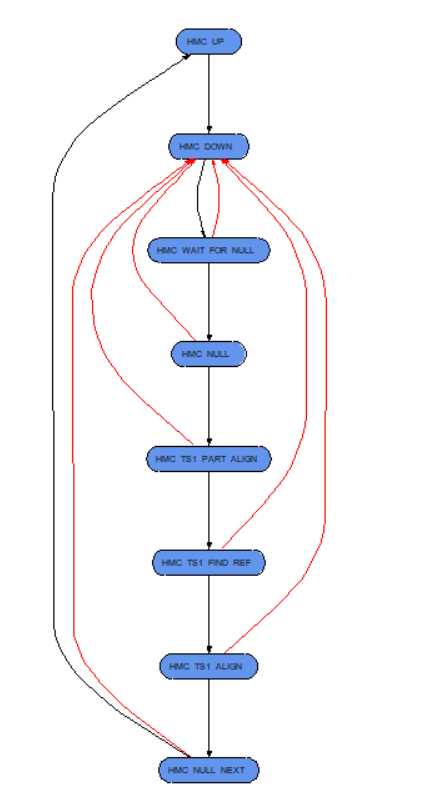 HMC UP
HMC DOWN
HMC WAIT FOR NULL
HMC NULL
HMC TS1 PART ALIGN
HMC TS1 FIND REF
HMC TS1 ALIGN
HMC NULL NEXT